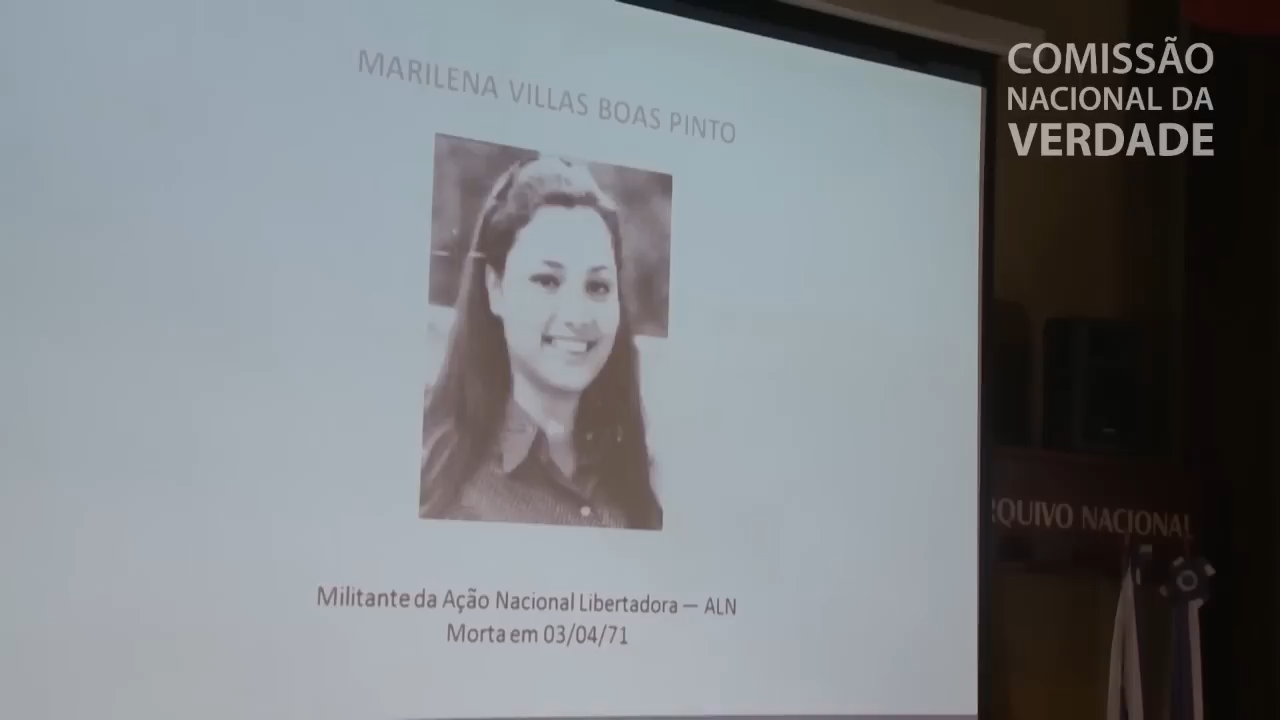 MARILENA VILLAS BOAS PINTO
COMISSÃO
NACIONAL DA
VERDADE
RQUIVO NACIONAL
Militante da Ação Nacional Libertadora – ALN
Morta em 03/04/71